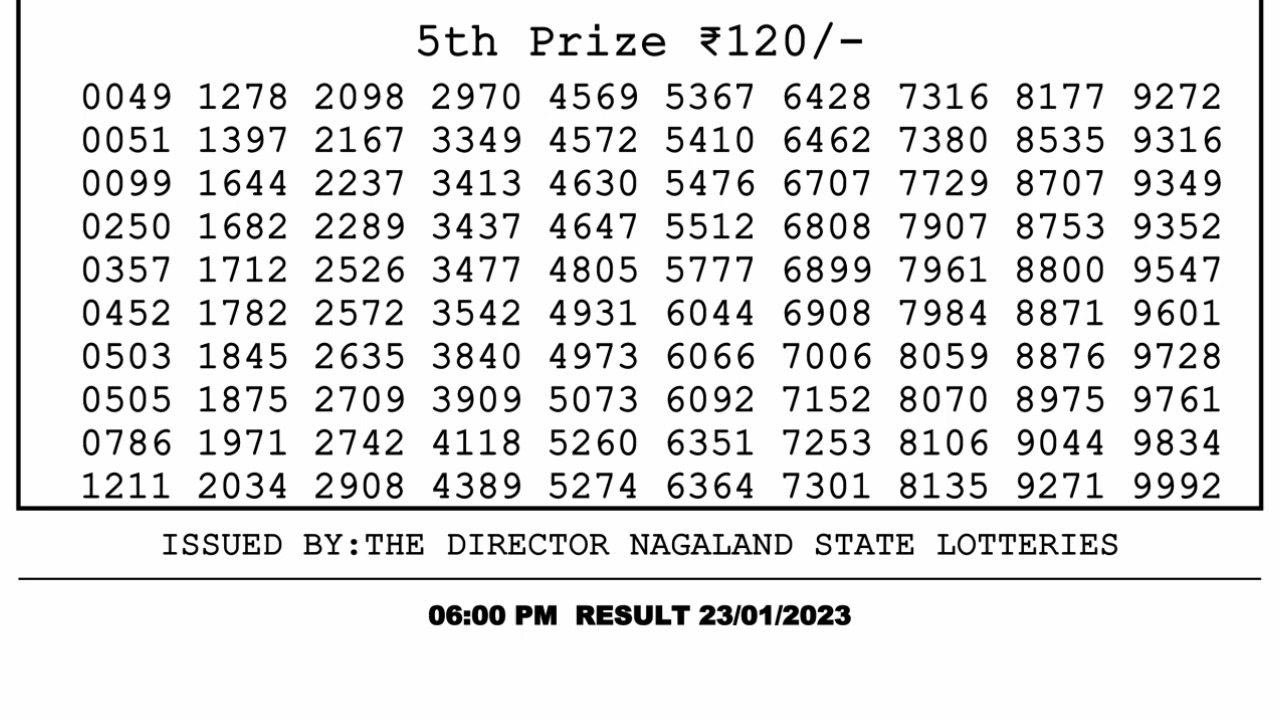 5th Prize ₹120/-
0049 1278 2098 2970 4569 5367 6428 7316 8177 9272
0051 1397 2167 3349 4572 5410 6462 7380 8535 9316
0099 1644 2237 3413 4630 5476 6707 7729 8707 9349
0250 1682 2289 3437 4647 5512 6808 7907 8753 9352
0357 1712 2526 3477 4805 5777 6899 7961 8800 9547
0452 1782 2572 3542 4931 6044 6908 7984 8871 9601
0503 1845 2635 3840 4973 6066 7006 8059 8876 9728
0505 1875 2709 3909 5073 6092 7152 8070 8975 9761
0786 1971 2742 4118 5260 6351 7253 8106 9044 9834
1211 2034 2908 4389 5274 6364 7301 8135 9271 9992
ISSUED BY:THE DIRECTOR NAGALAND STATE LOTTERIES
06:00 PM RESULT 23/01/2023